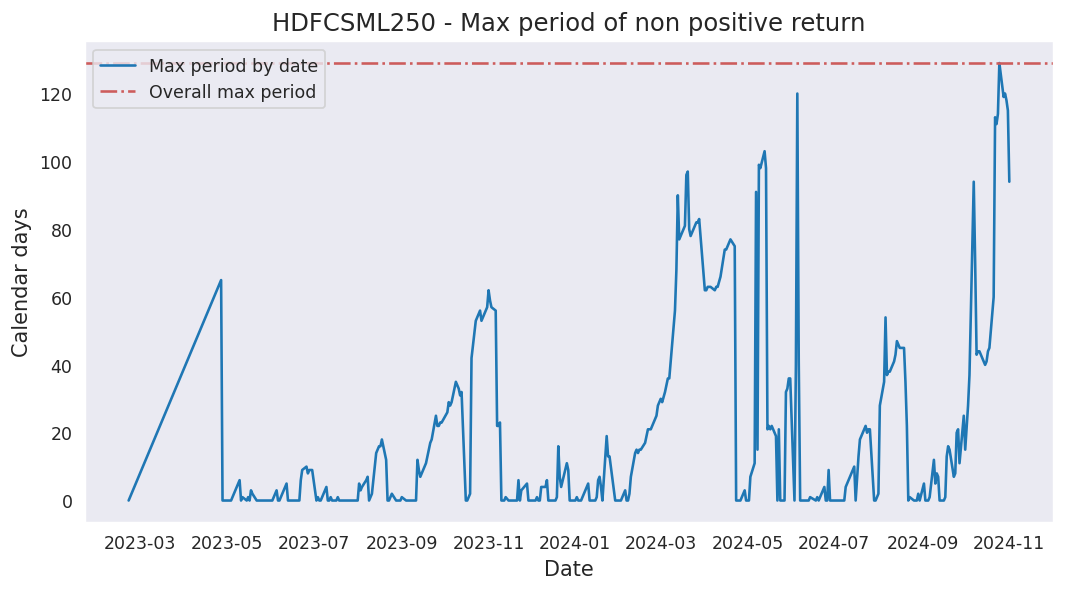 HDFCSML250 - Max period of non positive return
Max period by date
Overall max period
Calendar days
120
100
80
60
40
20
0
2023-03 2023-05 2023-07 2023-09 2023-11 2024-01 2024-03 2024-05 2024-07 2024-09 2024-11
Date